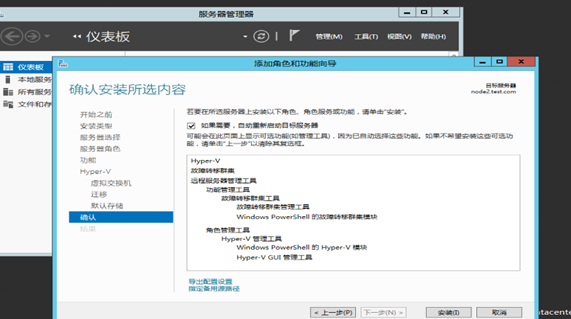 服务器管理器
仪表板
管理(M) 工具(T) 视图(V) 帮助(H)
仪表板
本地服务
所有服务
文件和存
添加角色和功能向导
确认安装所选内容
目标服务器
node2.test.com
开始之前
安装类型
服务器选择
服务器角色
功能
Hyper-V
虚拟交换机
迁移
默认存储
确认
结果
若要在所选服务器上安装以下角色、角色服务或功能，请单击"安装"。
如果需要，自动重新启动目标服务器
可能会在此页面上显示可选功能(如管理工具)，因为已自动选择这些功能。如果不希望安装这些可选功
能，请单击"上一步"以清除其复选框。
Hyper-V
故障转移群集
远程服务器管理工具
功能管理工具
故障转移群集工具
故障转移群集管理工具
Windows PowerShell 的故障转移群集模块
角色管理工具
Hyper-V 管理工具
Windows PowerShell 的 Hyper-V 模块
Hyper-V GUI 管理工具
导出配置设置
指定备用源路径
< 上一步(P) 下一步(N) > 安装(I) 取消
atacente